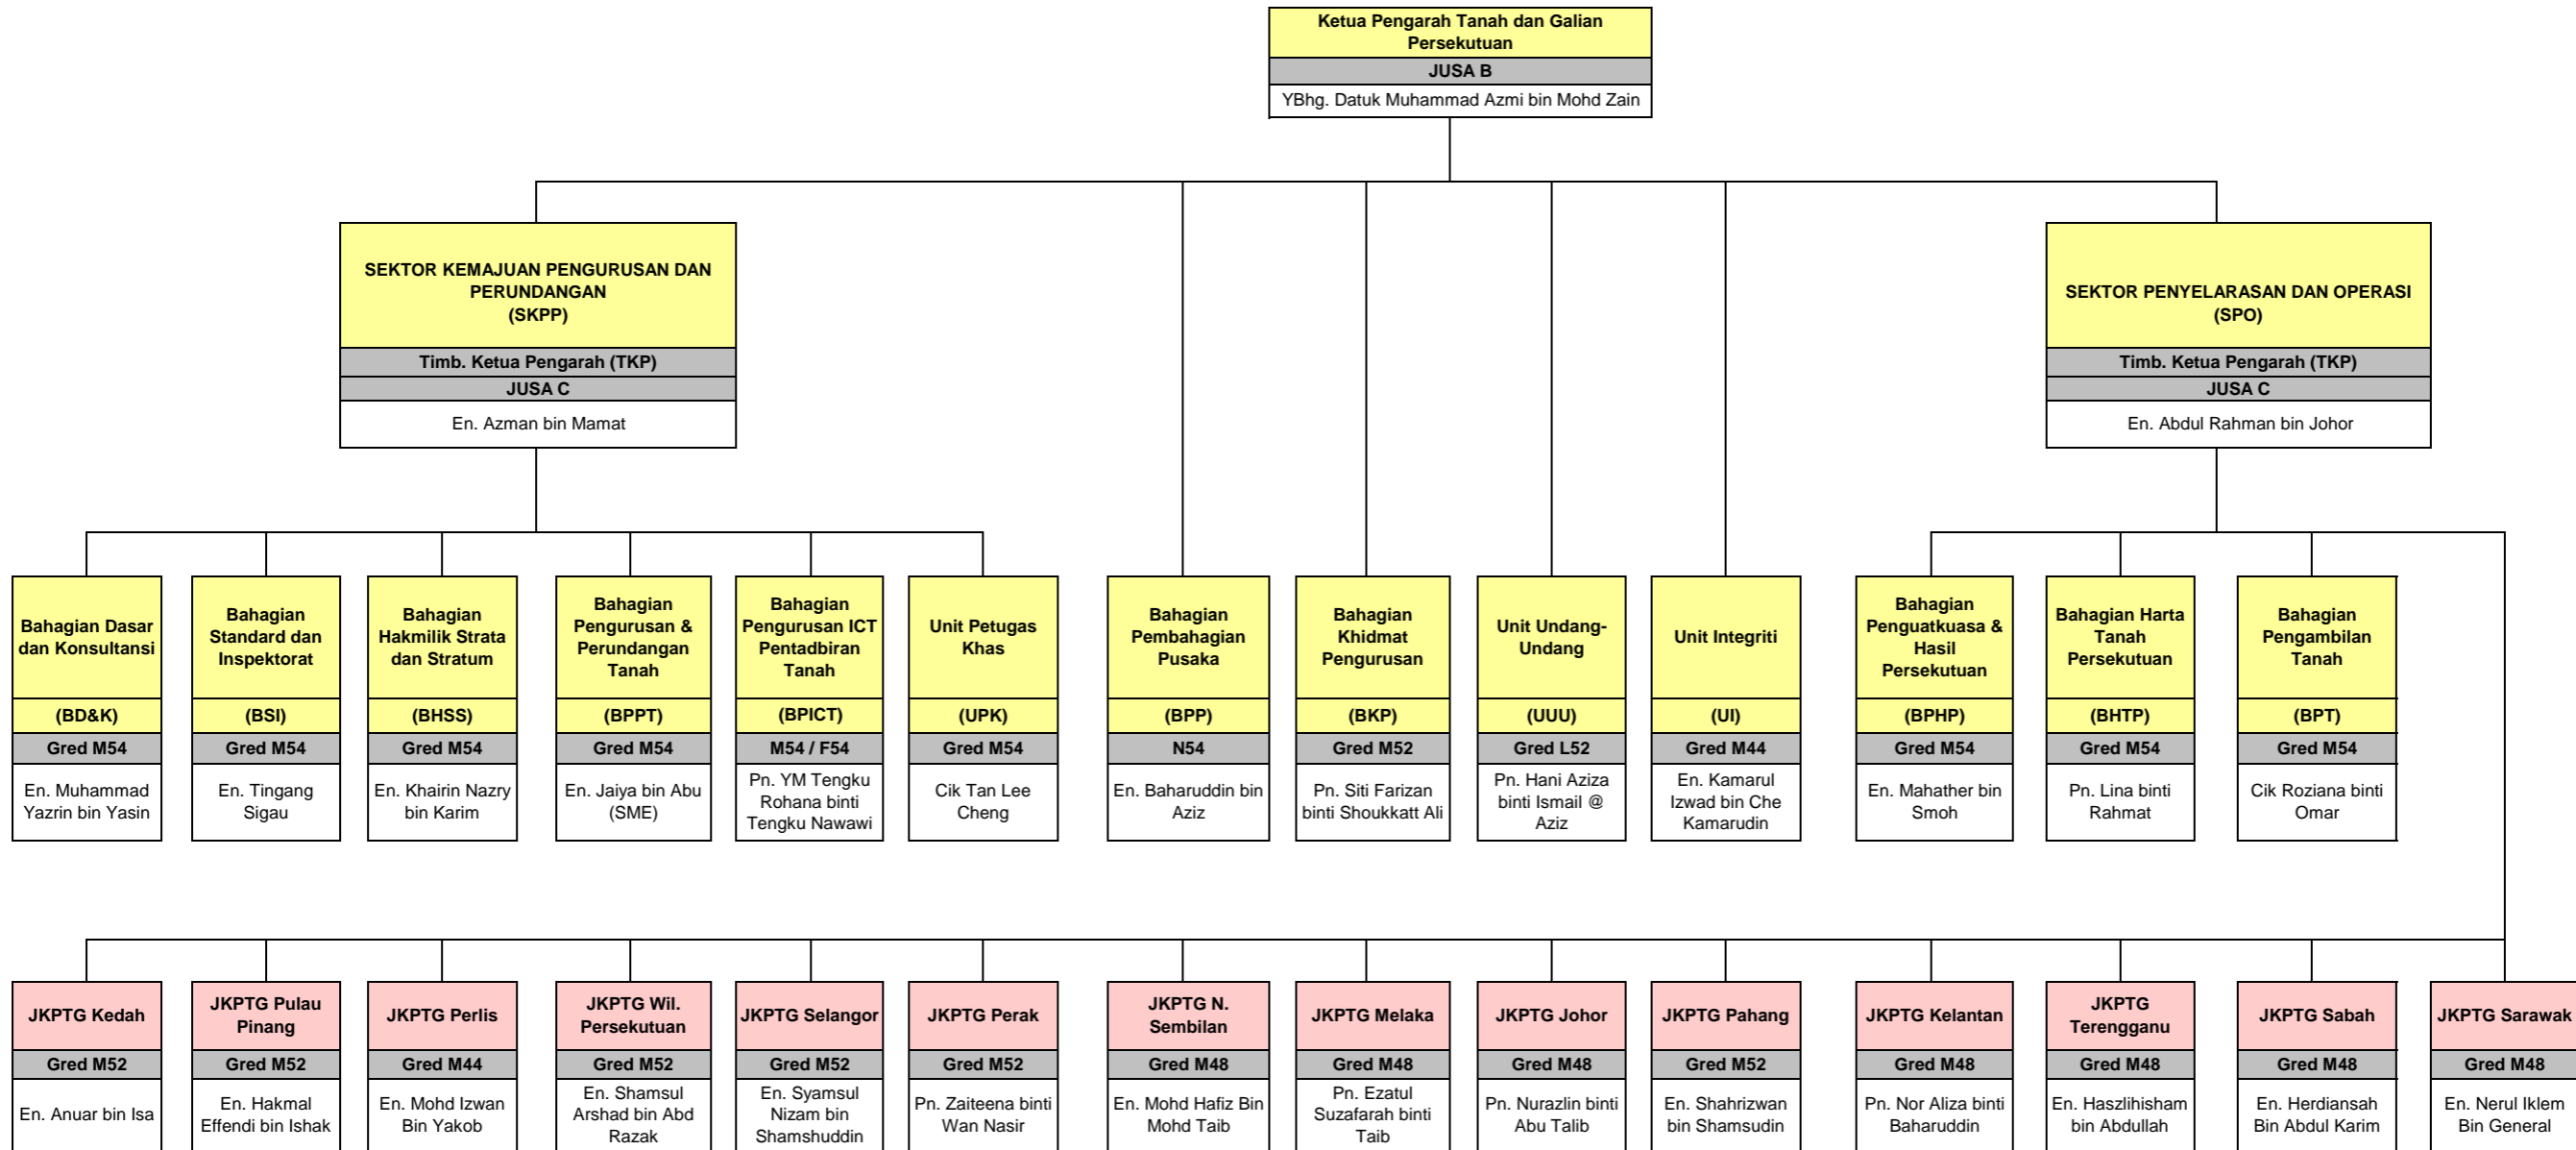 Ketua Pengarah Tanah dan Galian
Persekutuan
JUSA B
YBhg. Datuk Muhammad Azmi bin Mohd Zain
SEKTOR KEMAJUAN PENGURUSAN DAN
PERUNDANGAN
(SKPP)
Timb. Ketua Pengarah (TKP)
JUSA C
En. Azman bin Mamat
SEKTOR PENYELARASAN DAN OPERASI
(SPO)
Timb. Ketua Pengarah (TKP)
JUSA C
En. Abdul Rahman bin Johor
Bahagian Dasar
dan Konsultansi
(BD&K)
Gred M54
En. Muhammad
Yazrin bin Yasin
Bahagian
Standard dan
Inspektorat
(BSI)
Gred M54
En. Tingang
Sigau
Bahagian
Hakmilik Strata
dan Stratum
(BHSS)
Gred M54
En. Khairin Nazry
bin Karim
Bahagian
Pengurusan &
Perundangan
Tanah
(BPPT)
Gred M54
En. Jaiya bin Abu
(SME)
Bahagian
Pengurusan ICT
Pentadbiran
Tanah
(BPICT)
M54 / F54
Pn. YM Tengku
Rohana binti
Tengku Nawawi
Unit Petugas
Khas
(UPK)
Gred M54
Cik Tan Lee
Cheng
Bahagian
Pembahagian
Pusaka
(BPP)
N54
En. Baharuddin bin
Aziz
Bahagian
Khidmat
Pengurusan
(BKP)
Gred M52
Pn. Siti Farizan
binti Shoukkatt Ali
Unit Undang-
Undang
(UUU)
Gred L52
Pn. Hani Aziza
binti Ismail @
Aziz
Unit Integriti
(UI)
Gred M44
En. Kamarul
Izwad bin Che
Kamarudin
Bahagian
Penguatkuasa &
Hasil
Persekutuan
(BPHP)
Gred M54
En. Mahather bin
Smoh
Bahagian Harta
Tanah
Persekutuan
(BHTP)
Gred M54
Pn. Lina binti
Rahmat
Bahagian
Pengambilan
Tanah
(BPT)
Gred M54
Cik Roziana binti
Omar
JKPTG Kedah
Gred M52
En. Anuar bin Isa
JKPTG Pulau
Pinang
Gred M52
En. Hakmal
Effendi bin Ishak
JKPTG Perlis
Gred M44
En. Mohd Izwan
Bin Yakob
JKPTG Wil.
Persekutuan
Gred M52
En. Shamsul
Arshad bin Abd
Razak
JKPTG Selangor
Gred M52
En. Syamsul
Nizam bin
Shamshuddin
JKPTG Perak
Gred M52
Pn. Zaiteena binti
Wan Nasir
JKPTG N.
Sembilan
Gred M48
En. Mohd Hafiz Bin
Mohd Taib
JKPTG Melaka
Gred M48
Pn. Ezatul
Suzafarah binti
Taib
JKPTG Johor
Gred M48
Pn. Nurazlin binti
Abu Talib
JKPTG Pahang
Gred M52
En. Shahrizwan
bin Shamsudin
JKPTG Kelantan
Gred M48
Pn. Nor Aliza binti
Baharuddin
JKPTG
Terengganu
Gred M48
En. Haszlihisham
bin Abdullah
JKPTG Sabah
Gred M48
En. Herdiansah
Bin Abdul Karim
JKPTG Sarawak
Gred M48
En. Nerul Iklem
Bin General